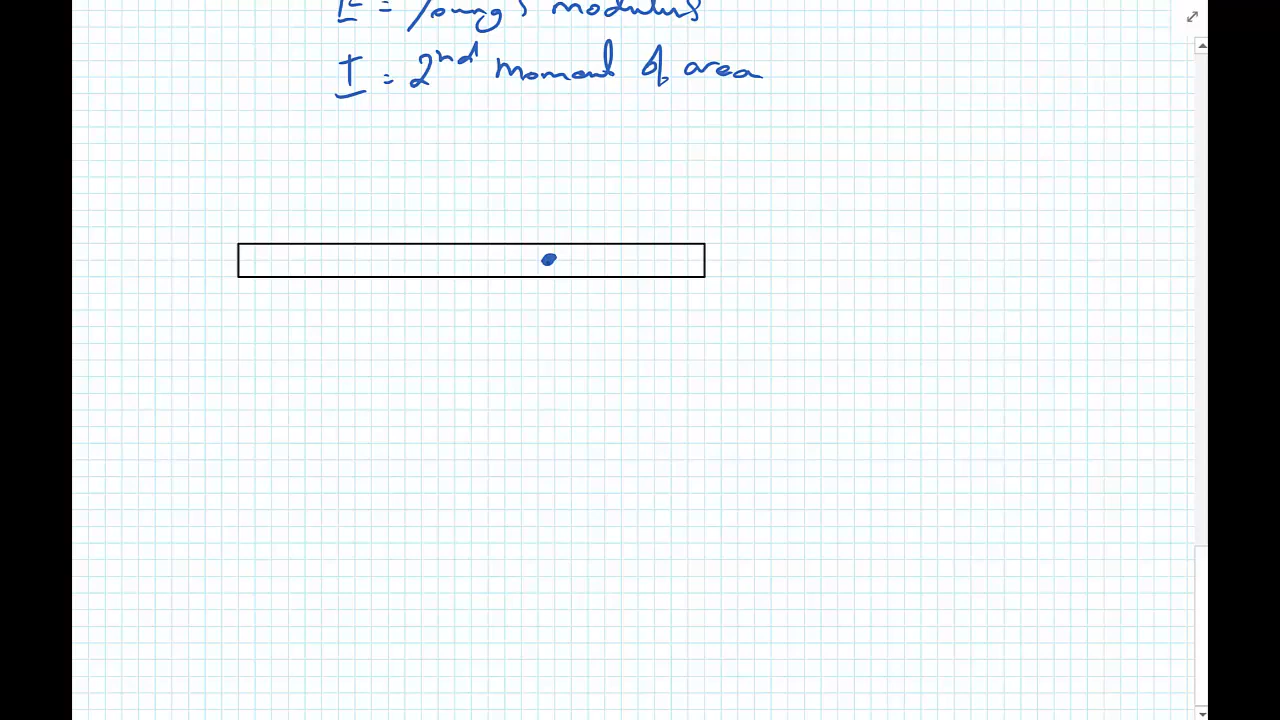 E = Young's modulus
I = 2nd moment of area